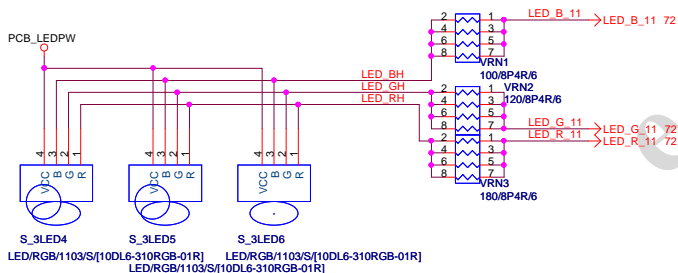 LED_B_11
LED_B_11 72
PCB_LEDPW
2 1
4 3
6 5
8 7
VRN1
100/8P4R/6
LED_BH
LED_GH
LED_RH
VRN2
120/8P4R/6
2 1
4 3
6 5
8 7
LED_G_11
LED_G_11 72
LED_R_11
LED_R_11 72
2 1
4 3
6 5
8 7
VRN3
180/8P4R/6
4 3 2 1
VCC B G R
4 3 2 1
VCC B G R
4 3 2 1
VCC B G R
S_3LED4
S_3LED5
S_3LED6
LED/RGB/1103/S/[10DL6-310RGB-01R]
LED/RGB/1103/S/[10DL6-310RGB-01R]
LED/RGB/1103/S/[10DL6-310RGB-01R]